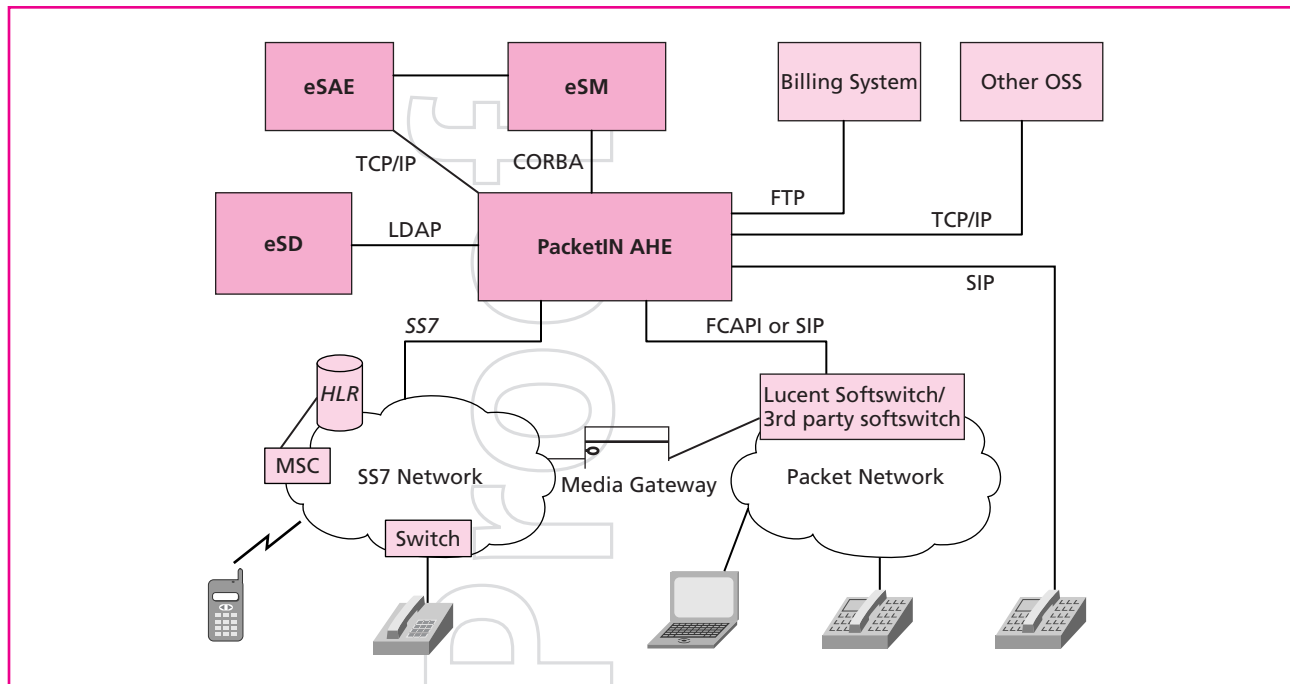 eSAE
eSM
Billing System
Other OSS
TCP/IP
CORBA
FTP
TCP/IP
eSD
LDAP
PacketIN AHE
SIP
SS7
FCAPI or SIP
HLR
MSC
SS7 Network
Switch
Media Gateway
Lucent Softswitch/
3rd party softswitch
Packet Network
Proof